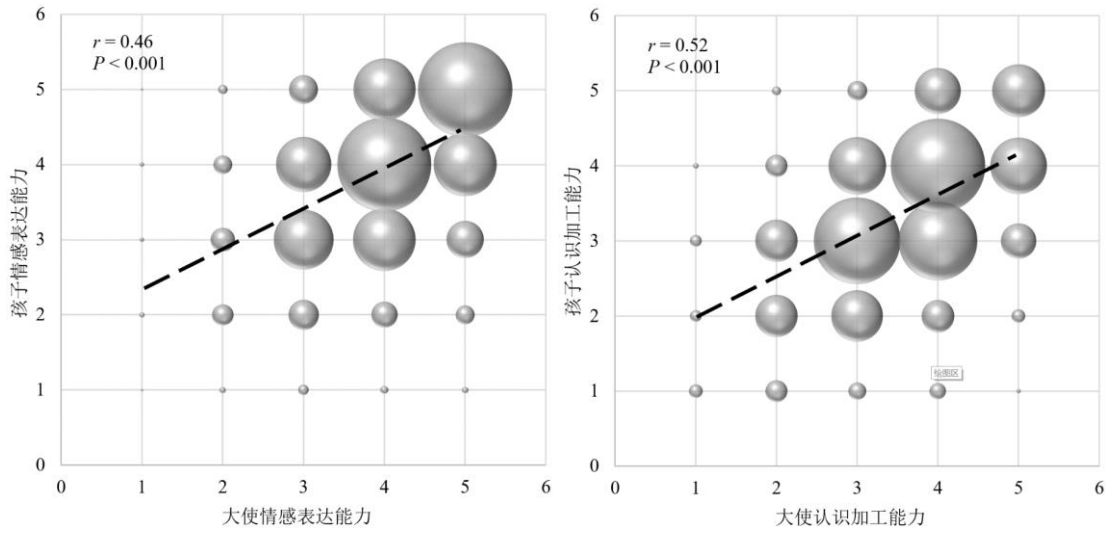 6
5
4
3
2
1
0
0 1 2 3 4 5 6
r = 0.46
P < 0.001
孩子情感表达能力
大使情感表达能力
6
5
4
3
2
1
0
0 1 2 3 4 5 6
r = 0.52
P < 0.001
孩子认识加工能力
大使认识加工能力
绘图区